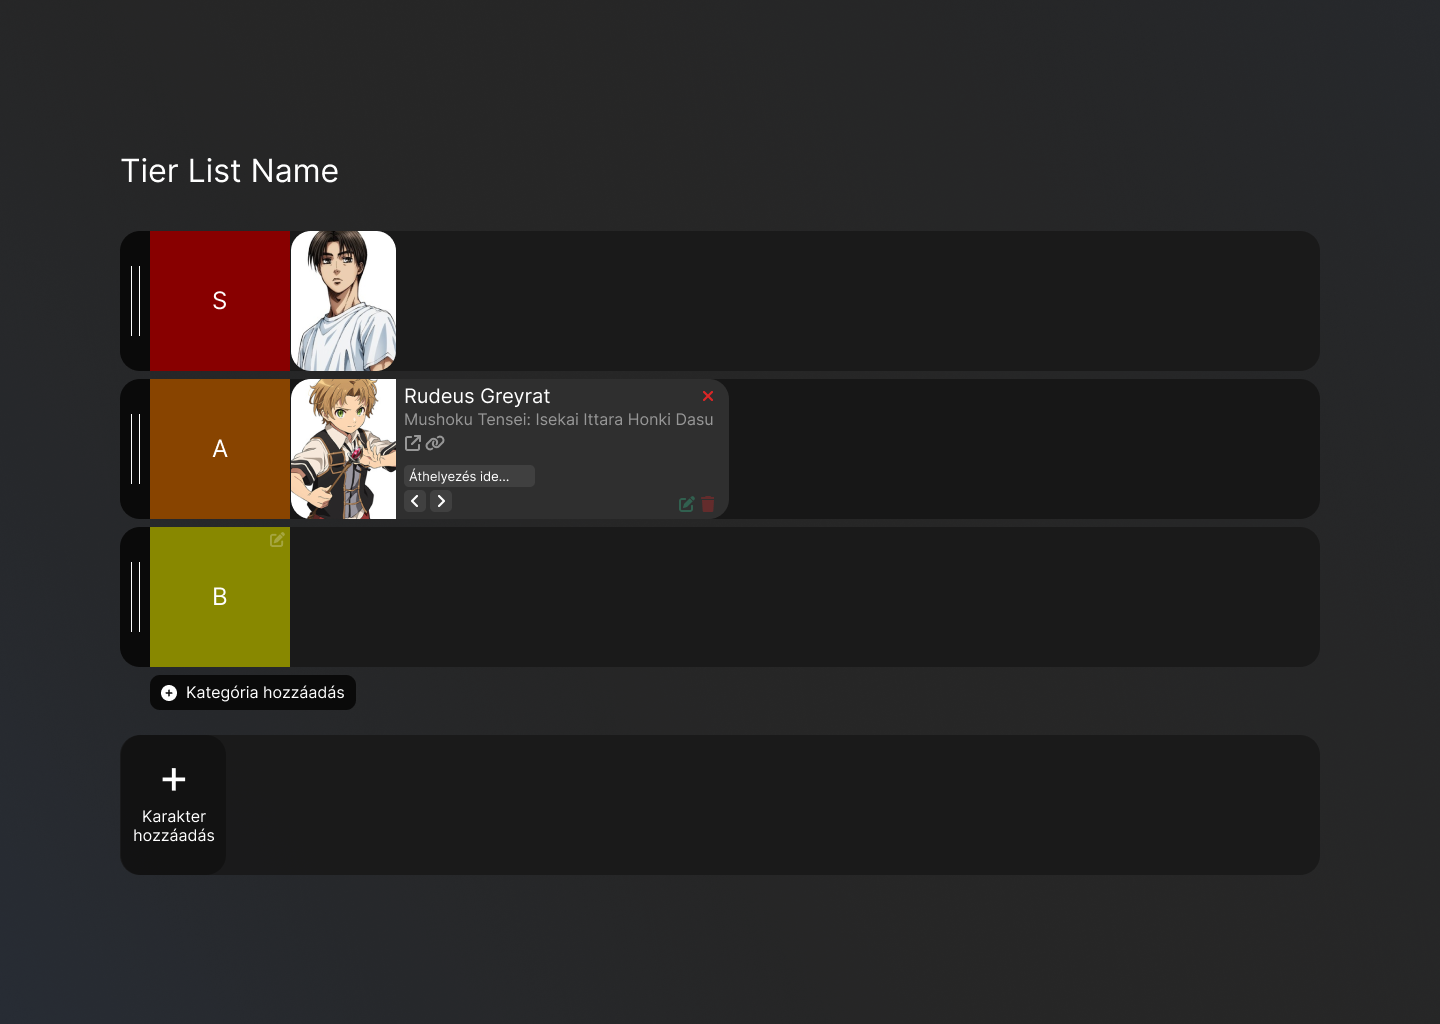 Tier List Name
S
A
Rudeus Greyrat
Mushoku Tensei: Isekai Ittara Honki Dasu
Áthelyezés ide...
B
Kategória hozzáadás
Karakter
hozzáadás